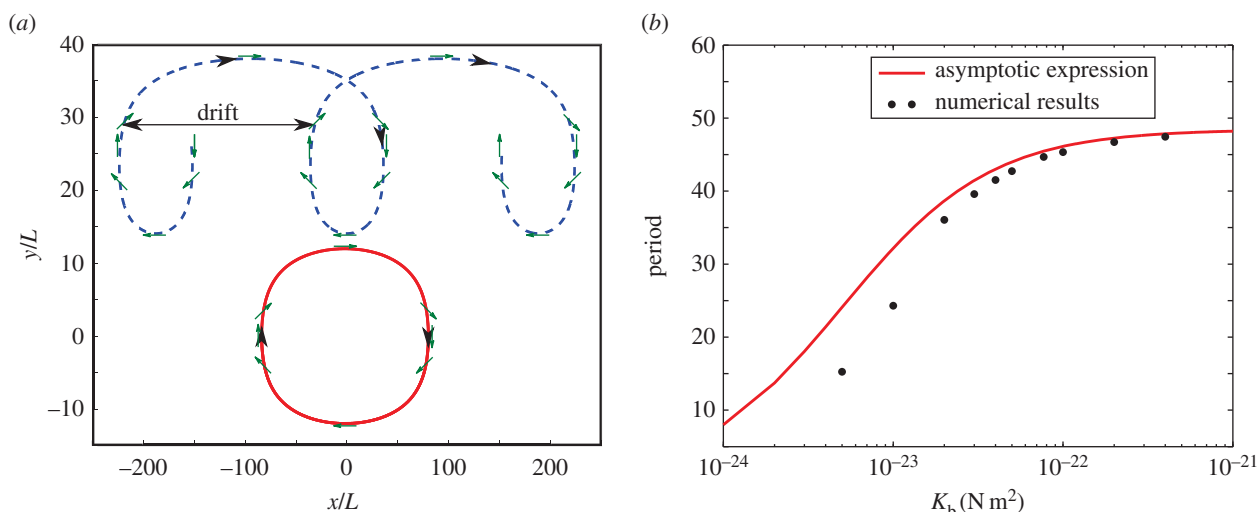 (a)
40
30
20
10
0
−10
y/L
drift
−200 −100 0 100 200
x/L
(b)
60
50
40
30
20
10
period
asymptotic expression
numerical results
10⁻²⁴ 10⁻²³ 10⁻²² 10⁻²¹
K_b (N m²)